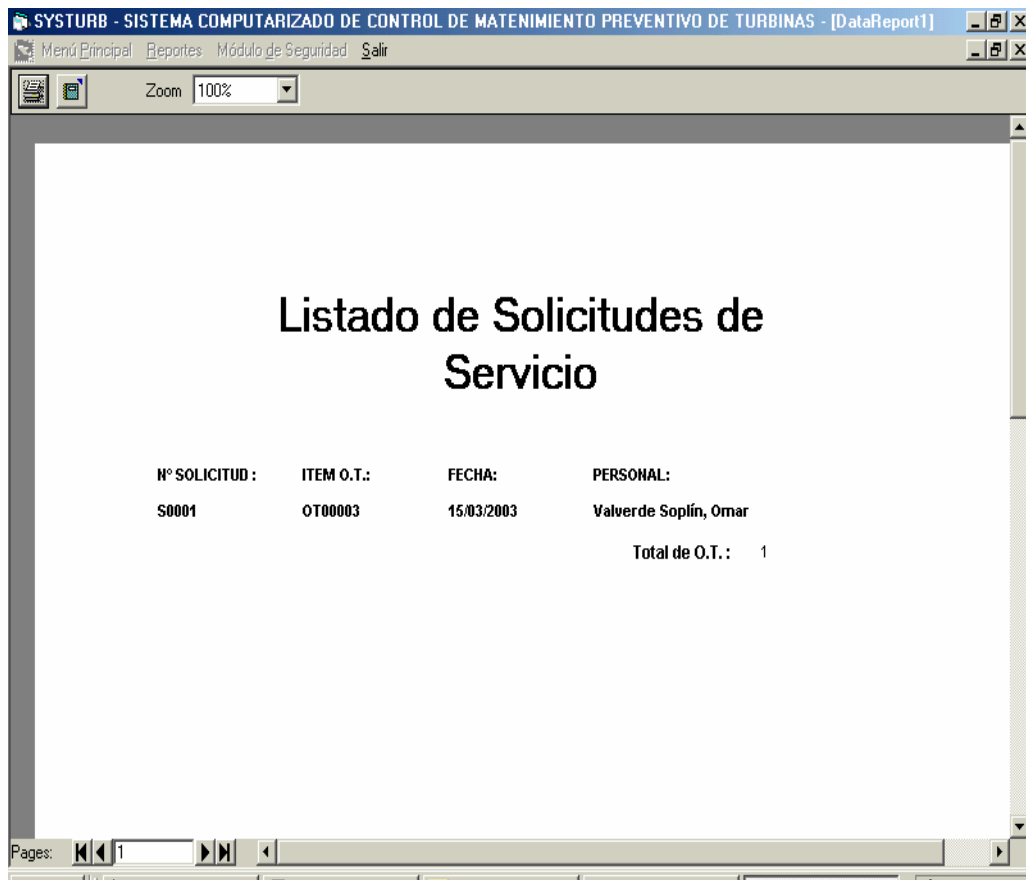 SYSTURB - SISTEMA COMPUTARIZADO DE CONTROL DE MATENIMIENTO PREVENTIVO DE TURBINAS - [DataReport1]
Menú Principal Reportes Módulo de Seguridad Salir
Zoom 100%
Listado de Solicitudes de
Servicio
Nº SOLICITUD : ITEM O.T.: FECHA: PERSONAL:
S0001 OT00003 15/03/2003 Valverde Soplín, Omar
Total de O.T. : 1
Pages: 1